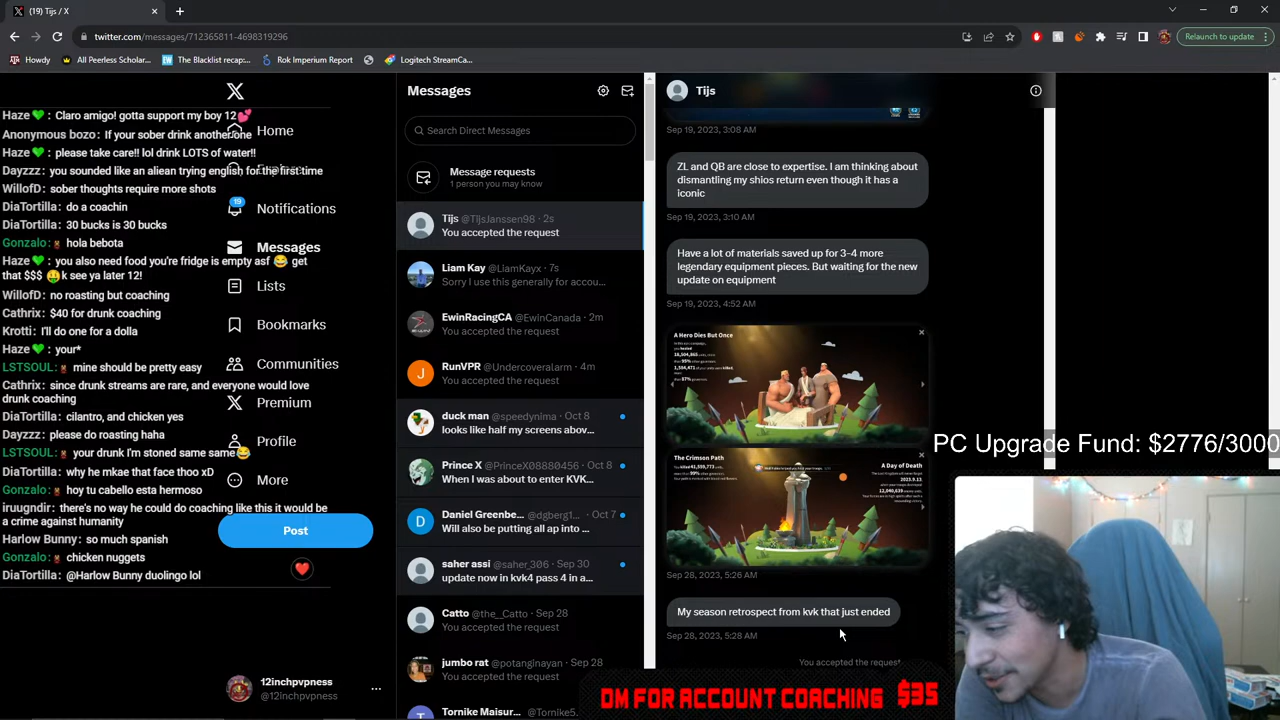 (19) Tijs / X
twitter.com/messages/712365811-4698319296
Relaunch to update
Howdy
All Peerless Scholar...
The Blacklist recap...
Rok Imperium Report
Logitech StreamCa...
Haze💚: Claro amigo! gotta support my boy 12💕
Anonymous bozo: If your sober drink another one
Haze💚: please take care!! lol drink LOTS of water!!
Dayzzz: you sounded like an aliean trying english for the first time
WillofD: sober thoughts require more shots
DiaTortilla: do a coachin
DiaTortilla: 30 bucks is 30 bucks
Gonzalo: hola bebota
Haze💚: you also need food you're fridge is empty asf 😂 get
that $$$ 🤑k see ya later 12!
WillofD: no roasting but coaching
Cathrix: $40 for drunk coaching
Krotti: I'll do one for a dolla
Haze💚: your*
LSTSOUL: mine should be pretty easy
Cathrix: since drunk streams are rare, and everyone would love
drunk coaching
DiaTortilla: cilantro, and chicken yes
Dayzzz: please do roasting haha
LSTSOUL: your drunk I'm stoned same same😂
DiaTortilla: why he mkae that face thoo xD
Gonzalo: hoy tu cabello esta hermoso
a crime against humanity
Harlow Bunny: so much spanish
Gonzalo: chicken nuggets
DiaTortilla: @Harlow Bunny duolingo lol
Home
19
Notifications
Messages
Lists
Bookmarks
Communities
Premium
Profile
More
Post
12inchpvpness
@12inchpvpness
Messages
Search Direct Messages
Message requests
1 person you may know
Tijs @TijsJanssen98 · 2s
You accepted the request
Liam Kay @LiamKayx · 7s
Sorry I use this generally for accou...
EwinRacingCA @EwinCanada · 2m
You accepted the request
J
RunVPR @Undercoveralarm · 4m
You accepted the request
duck man @speedynima · Oct 8
looks like half my screens abov...
Prince X @PrinceX08880456 · Oct 8
When I was about to enter KVK...
D
Daniel Greenbe... @dgberg1... Oct 7
Will also be putting all ap into ...
saher assi @saher_306 · Sep 30
update now in kvk4 pass 4 in a...
Catto @the__Catto · Sep 28
You accepted the request
jumbo rat @potanginayan · Sep 28
You accepted the request
Tornike Maisur... @Tornike5...
Tijs
Sep 19, 2023, 3:08 AM
ZL and QB are close to expertise. I am thinking about
dismantling my shios return even though it has a
iconic
Sep 19, 2023, 3:10 AM
Have a lot of materials saved up for 3-4 more
legendary equipment pieces. But waiting for the new
update on equipment
Sep 19, 2023, 4:52 AM
A Hero Dies But Once
The Crimson Path
A Day of Death
2023.9.13
Sep 28, 2023, 5:26 AM
My season retrospect from kvk that just ended
Sep 28, 2023, 5:28 AM
You accepted the request
PC Upgrade Fund: $2776/3000
DM FOR ACCOUNT COACHING $35